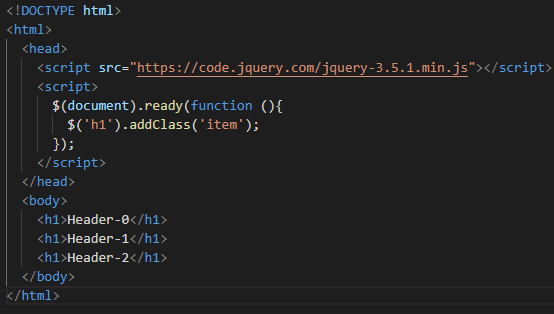 <!DOCTYPE html>
<html>
  <head>
    <script src="https://code.jquery.com/jquery-3.5.1.min.js"></script>
    <script>
      $(document).ready(function (){
        $('h1').addClass('item');
      });
    </script>
  </head>
  <body>
    <h1>Header-0</h1>
    <h1>Header-1</h1>
    <h1>Header-2</h1>
  </body>
</html>